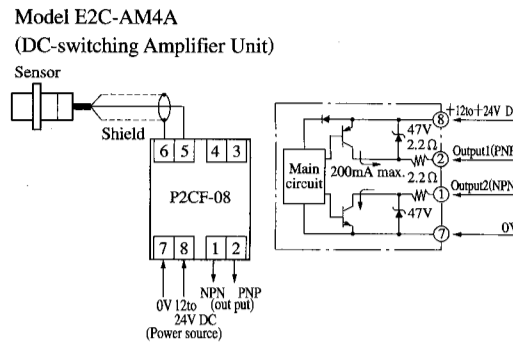 Model E2C-AM4A
(DC-switching Amplifier Unit)
Sensor
Shield
6 5 4 3
P2CF-08
7 8 1 2
NPN PNP
0V 12to (out put)
24V DC
(Power source)
+12to+24V D
8
47V
2.2Ω
2 Output1(PNP
Main circuit
200mA max.
2.2Ω
1 Output2(NPN
47V
7
0V